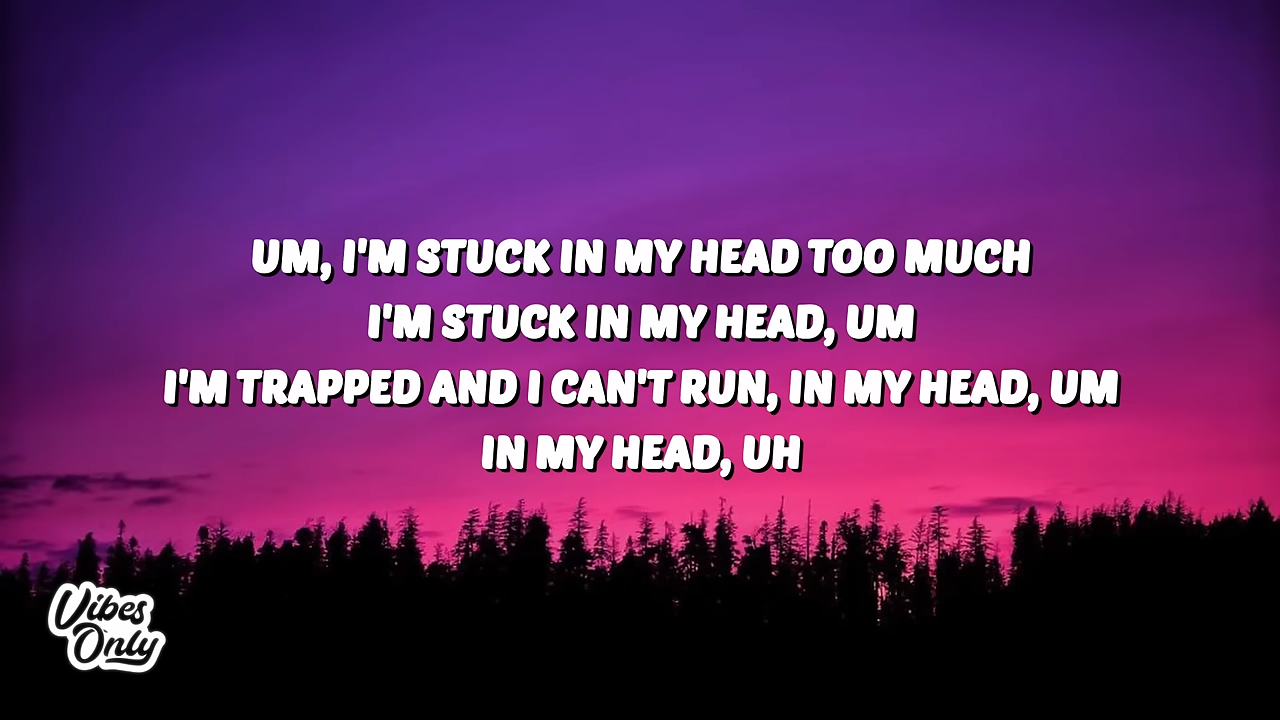 UM, I'M STUCK IN MY HEAD TOO MUCH
I'M STUCK IN MY HEAD, UM
I'M TRAPPED AND I CAN'T RUN, IN MY HEAD, UM
IN MY HEAD, UH
Vibes
Only